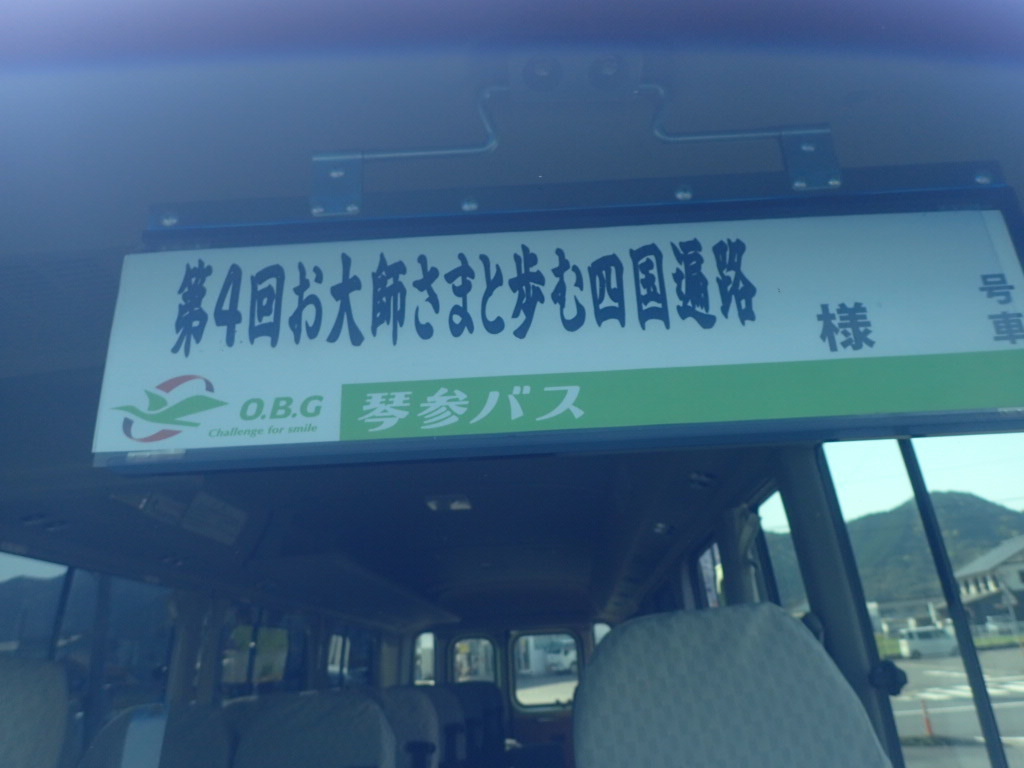 第4回お大師さまと歩む四国遍路
様
号
車
O.B.G
Challenge for smile
琴参バス